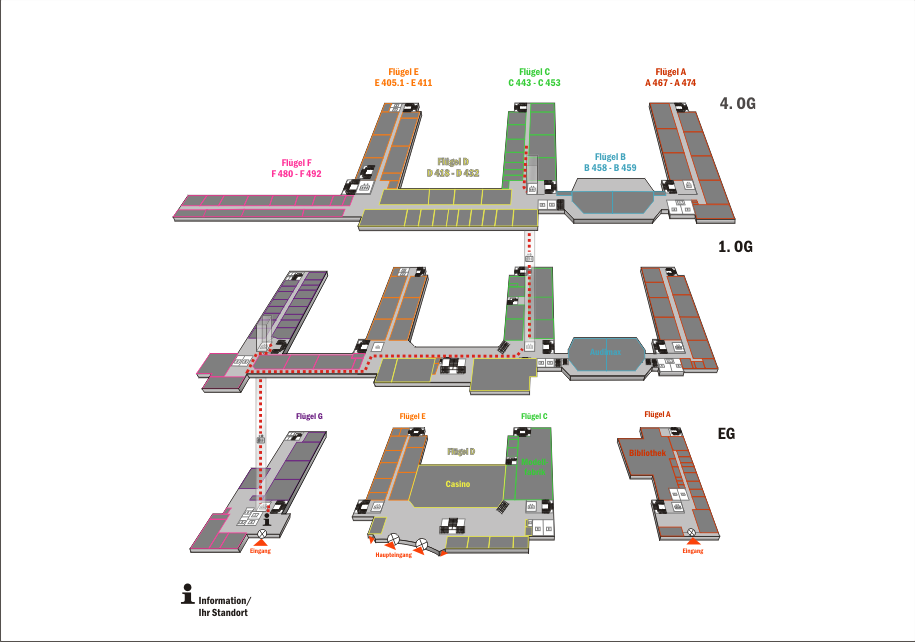 Flügel E
E 405.1 - E 411
Flügel C
C 443 - C 453
Flügel A
A 467 - A 474
4. OG
Flügel F
F 480 - F 492
Flügel D
D 413 - D 432
Flügel B
B 458 - B 459
1. OG
Flügel G
Flügel E
Flügel C
Flügel A
EG
Flügel D
Bibliothek
Casino
Eingang
Haupteingang
Eingang
Information/
Ihr Standort